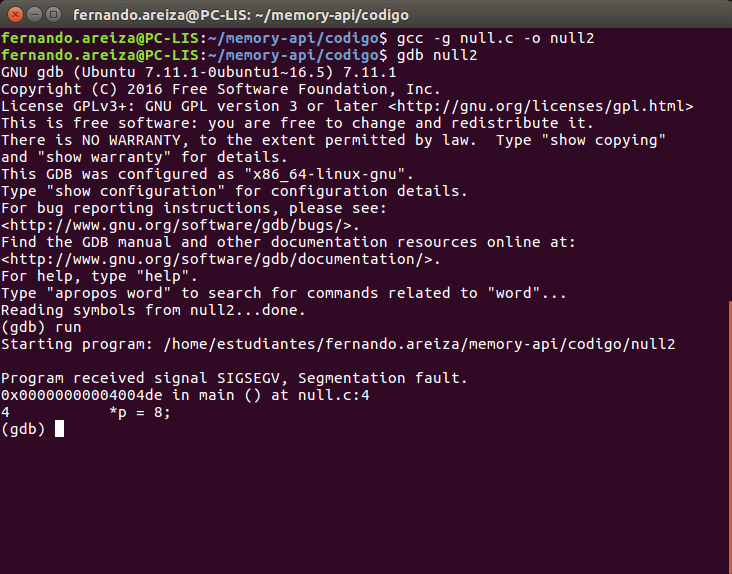 fernando.areiza@PC-LIS: ~/memory-api/codigo
fernando.areiza@PC-LIS:~/memory-api/codigo$ gcc -g null.c -o null2
fernando.areiza@PC-LIS:~/memory-api/codigo$ gdb null2
GNU gdb (Ubuntu 7.11.1-0ubuntu1~16.5) 7.11.1
Copyright (C) 2016 Free Software Foundation, Inc.
License GPLv3+: GNU GPL version 3 or later <http://gnu.org/licenses/gpl.html>
This is free software: you are free to change and redistribute it.
There is NO WARRANTY, to the extent permitted by law.  Type "show copying"
and "show warranty" for details.
This GDB was configured as "x86_64-linux-gnu".
Type "show configuration" for configuration details.
For bug reporting instructions, please see:
<http://www.gnu.org/software/gdb/bugs/>.
Find the GDB manual and other documentation resources online at:
<http://www.gnu.org/software/gdb/documentation/>.
For help, type "help".
Type "apropos word" to search for commands related to "word"...
Reading symbols from null2...done.
(gdb) run
Starting program: /home/estudiantes/fernando.areiza/memory-api/codigo/null2

Program received signal SIGSEGV, Segmentation fault.
0x00000000004004de in main () at null.c:4
4           *p = 8;
(gdb)